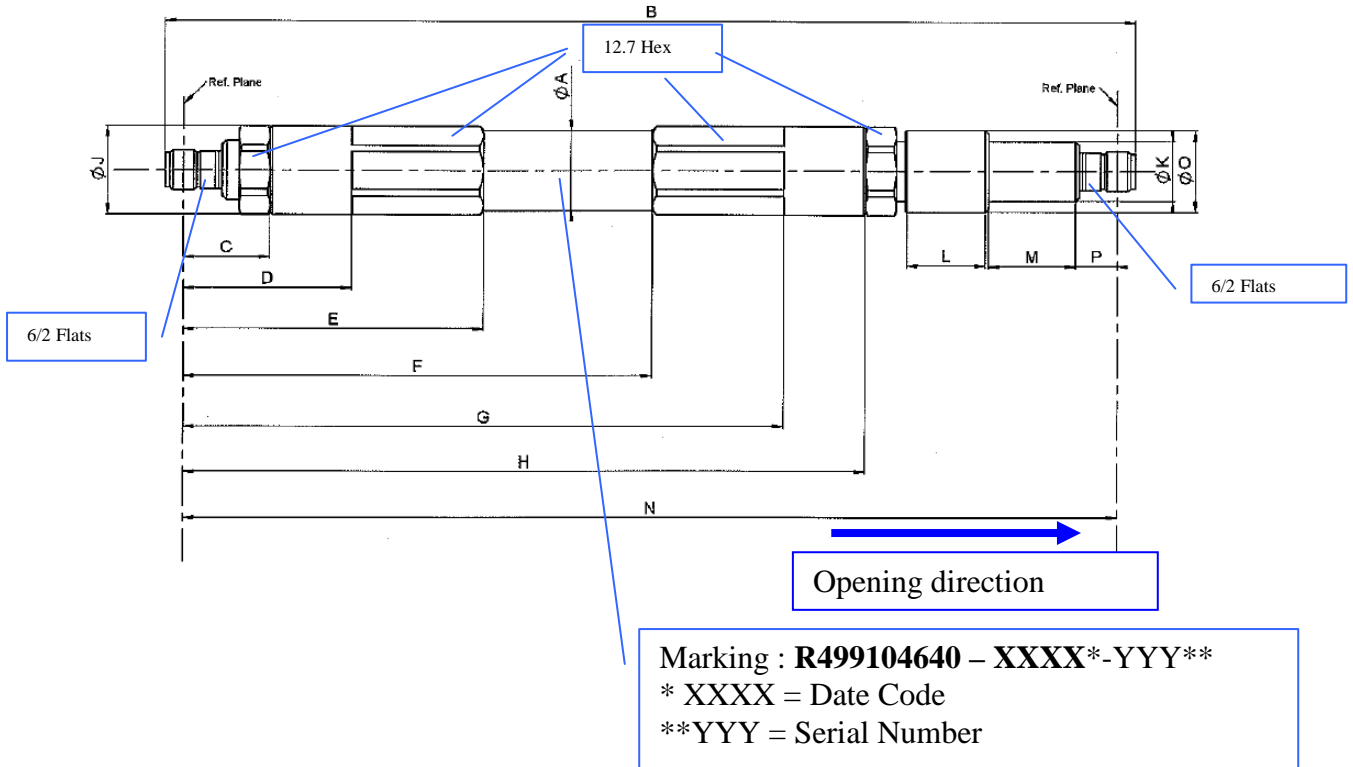 B
12.7 Hex
Ref. Plane
ØA
Ref. Plane
ØJ
ØK
ØO
C
L
M
P
D
6/2 Flats
E
6/2 Flats
F
G
H
N
Opening direction
Marking : R499104640 – XXXX*-YYY**
* XXXX = Date Code
**YYY = Serial Number